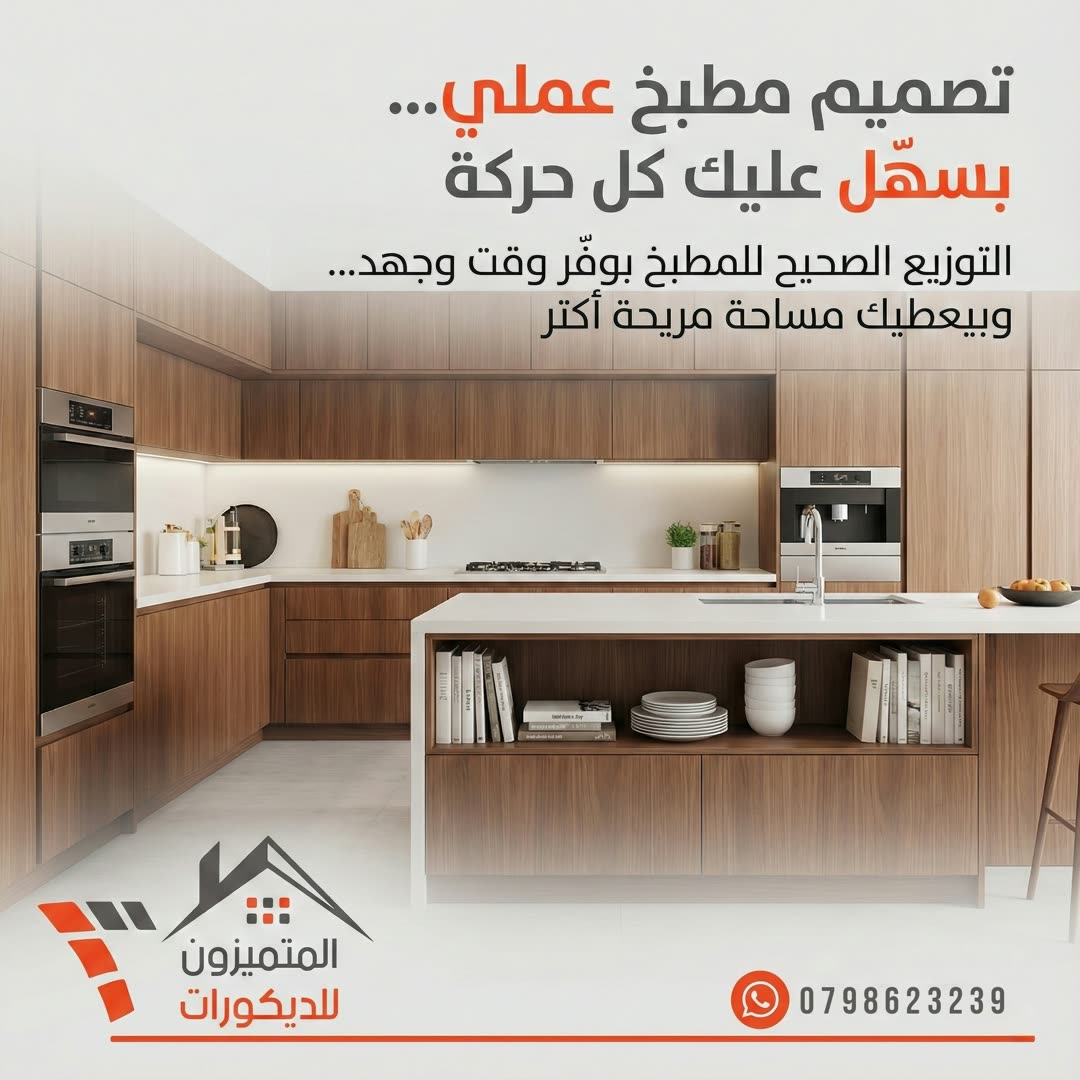 تصميم مطبخ عملي...
بسهّل عليك كل حركة
التوزيع الصحيح للمطبخ بوفّر وقت وجهد...
وبيعطيك مساحة مريحة أكتر
المتميزون
للديكورات
0798623239